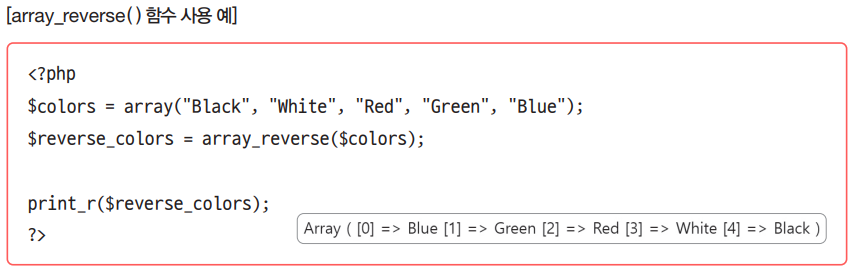 [array_reverse() 함수 사용 예]
<?php
$colors = array("Black", "White", "Red", "Green", "Blue");
$reverse_colors = array_reverse($colors);
print_r($reverse_colors);
?>
Array ( [0] => Blue [1] => Green [2] => Red [3] => White [4] => Black )